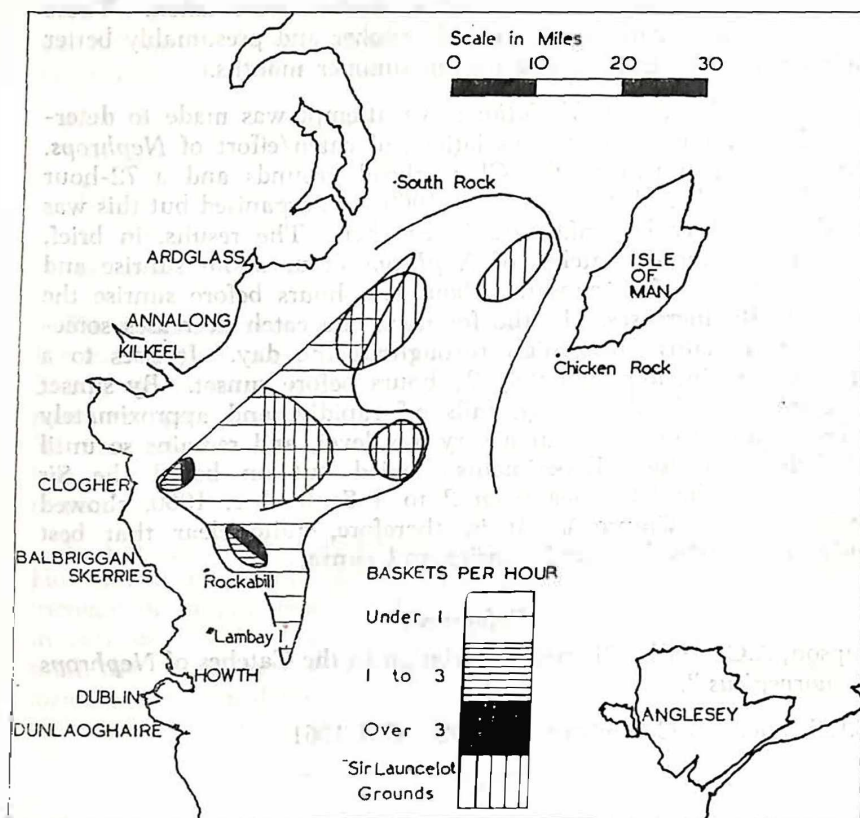 Scale in Miles
0 10 20 30
South Rock
ARDGLASS
ISLE
OF
MAN
ANNALONG
KILKEEL
Chicken Rock
CLOGHER
BALBRIGGAN
SKERRIES
Rockabill
BASKETS PER HOUR
Under 1
Lambay I
1 to 3
HOWTH
DUBLIN
ANGLESEY
DUNLAOGHAIRE
Over 3
Sir Launcelot
Grounds